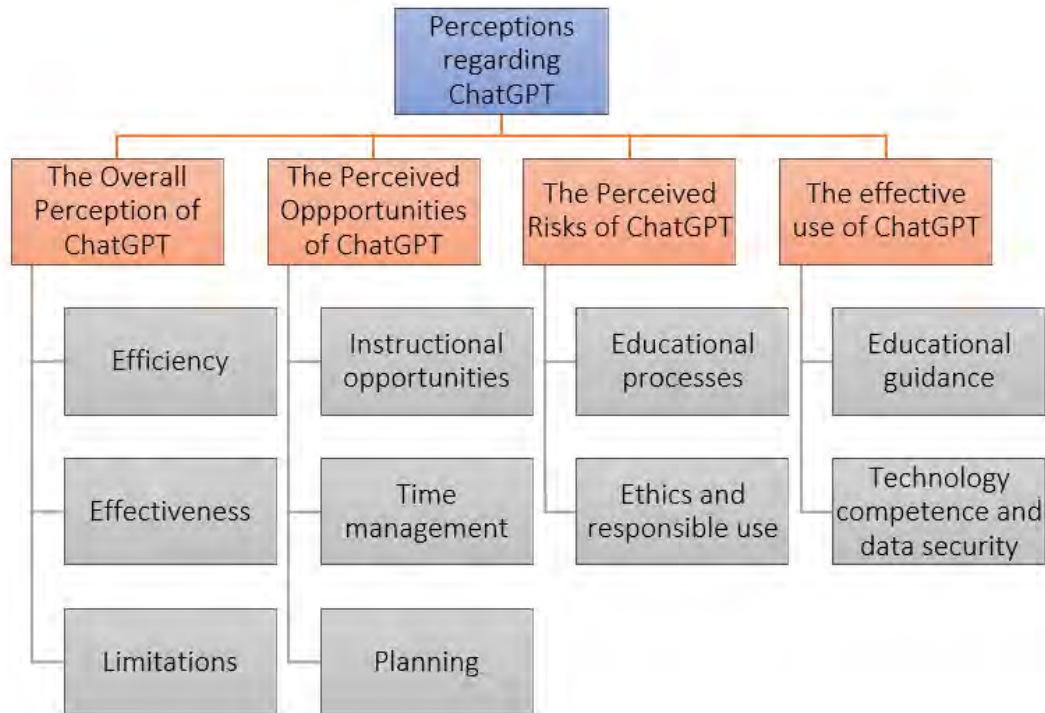 Perceptions
regarding
ChatGPT
The Overall
Perception of
ChatGPT
The Perceived
Oppportunities
of ChatGPT
The Perceived
Risks of ChatGPT
The effective
use of ChatGPT
Efficiency
Instructional
opportunities
Educational
processes
Educational
guidance
Effectiveness
Time
management
Ethics and
responsible use
Technology
competence and
data security
Limitations
Planning